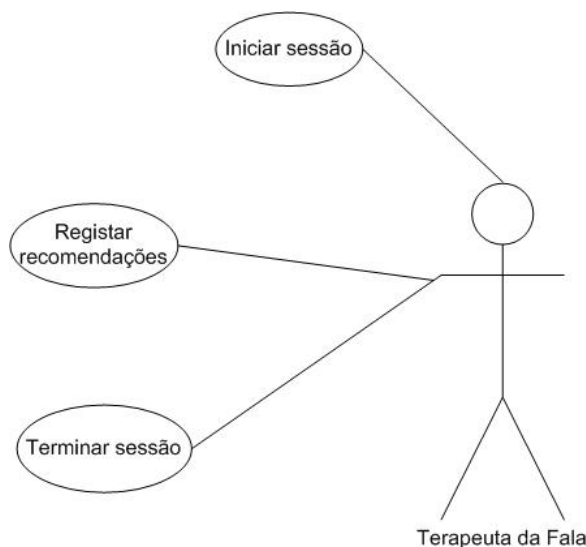 Iniciar sessão
Registar
recomendações
Terminar sessão
Terapeuta da Fala